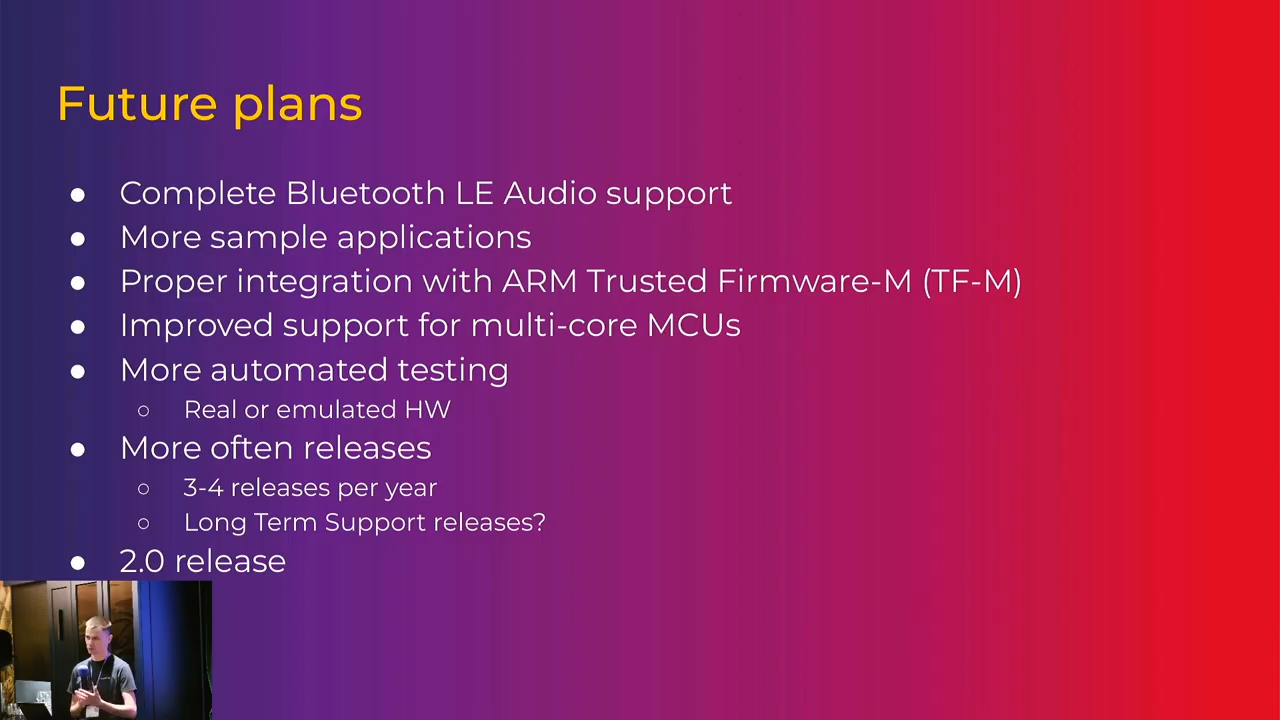 Future plans
● Complete Bluetooth LE Audio support
● More sample applications
● Proper integration with ARM Trusted Firmware-M (TF-M)
● Improved support for multi-core MCUs
● More automated testing
○ Real or emulated HW
● More often releases
○ 3-4 releases per year
○ Long Term Support releases?
● 2.0 release